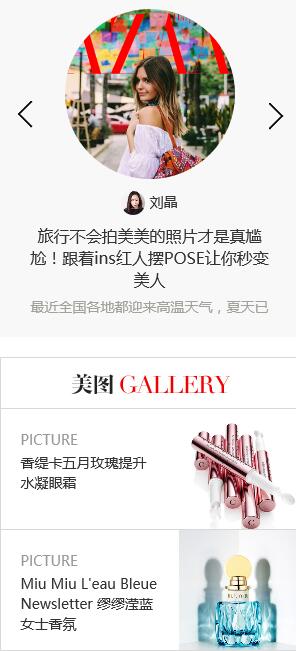 刘晶
旅行不会拍美美的照片才是真尴
尬！跟着ins红人摆POSE让你秒变
美人
最近全国各地都迎来高温天气，夏天已
美图 GALLERY
PICTURE
香缇卡五月玫瑰提升
水凝眼霜
PICTURE
Miu Miu L'eau Bleue
Newsletter 缪缪滢蓝
女士香氛